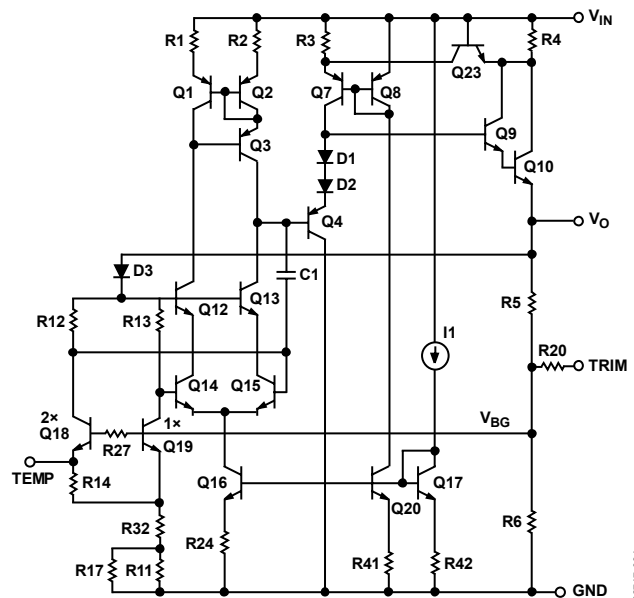 R1
R2
R3
VIN
R4
Q23
Q1
Q2
Q7
Q8
Q3
Q9
Q10
D1
D2
Q4
VO
D3
C1
R12
R13
Q12
Q13
R5
I1
R20
TRIM
Q14
Q15
2×
Q18
1×
Q19
R27
VBG
TEMP
R14
Q16
Q20
Q17
R32
R24
R6
R17
R11
R41
R42
GND